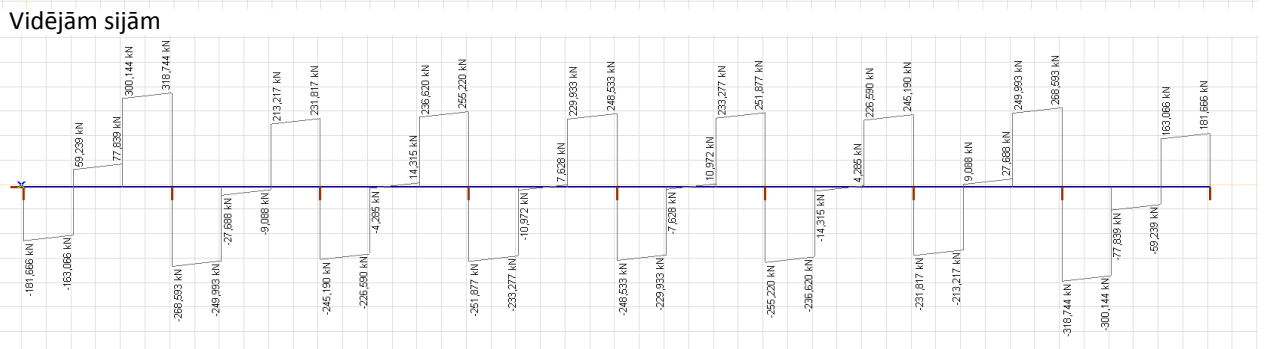 Vidējām sijām
300,144 kN
318,744 kN
59,239 kN
77,839 kN
213,217 kN
231,817 kN
14,315 kN
236,620 kN
255,220 kN
7,628 kN
229,933 kN
248,533 kN
10,972 kN
233,277 kN
251,877 kN
4,285 kN
226,590 kN
245,190 kN
9,088 kN
27,688 kN
249,993 kN
268,593 kN
163,066 kN
181,666 kN
-181,666 kN
-163,066 kN
-268,593 kN
-249,993 kN
-27,688 kN
-9,088 kN
-245,190 kN
-226,590 kN
-4,285 kN
-251,877 kN
-233,277 kN
-10,972 kN
-248,533 kN
-229,933 kN
-7,628 kN
-255,220 kN
-236,620 kN
-14,315 kN
-231,817 kN
-213,217 kN
-318,744 kN
-300,144 kN
-77,839 kN
-59,239 kN